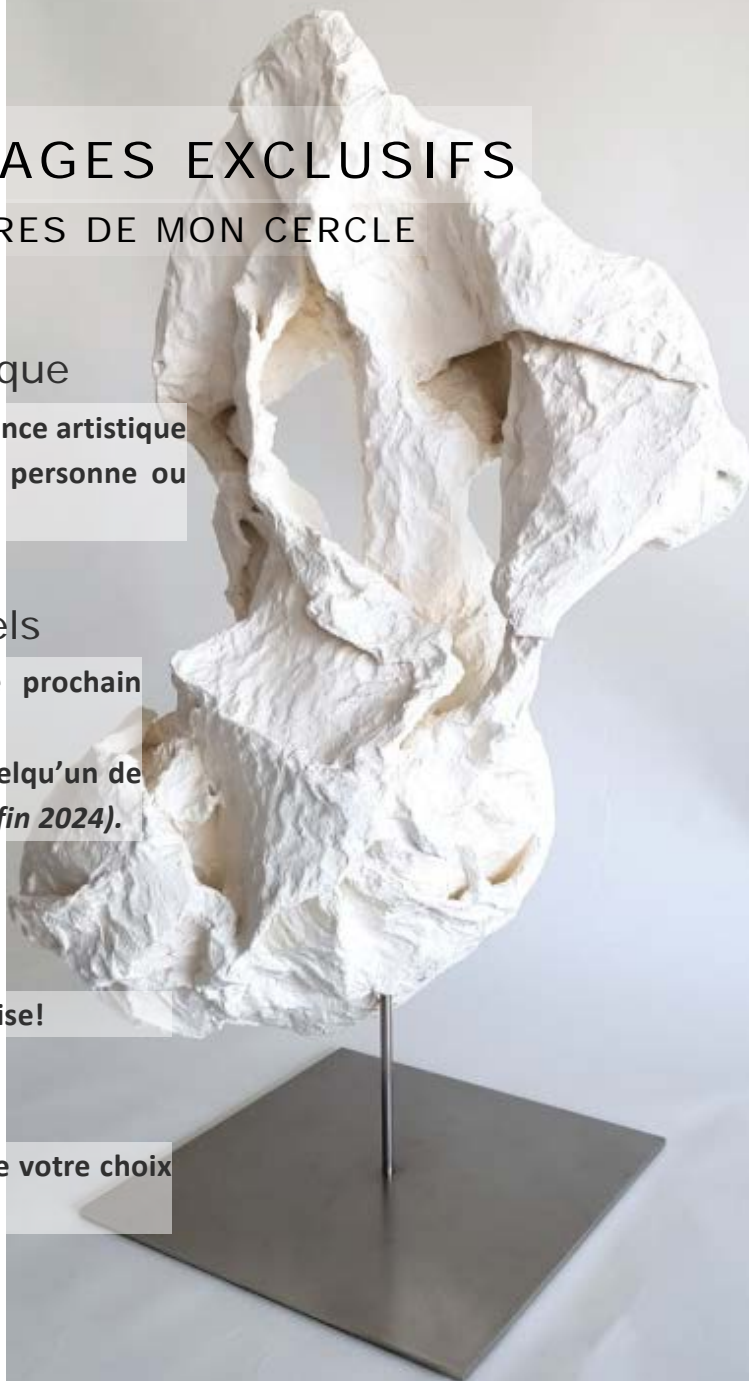 AGES EXCLUSIFS
RES DE MON CERCLE
que
nce artistique
personne ou
els
prochain
elqu'un de
fin 2024).
ise!
e votre choix